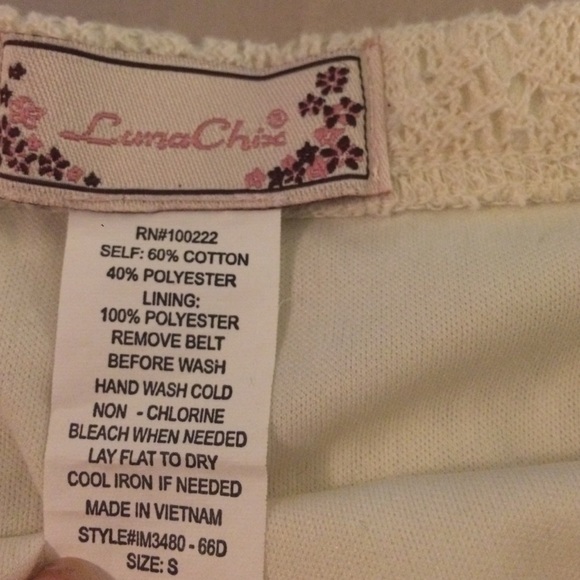 LunaChix®
RN#100222
SELF: 60% COTTON
40% POLYESTER
LINING:
100% POLYESTER
REMOVE BELT
BEFORE WASH
HAND WASH COLD
NON - CHLORINE
BLEACH WHEN NEEDED
LAY FLAT TO DRY
COOL IRON IF NEEDED
MADE IN VIETNAM
STYLE#IM3480 - 66D
SIZE: S